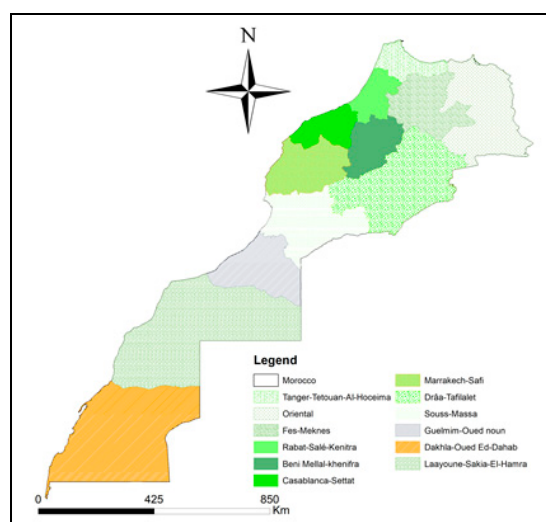 N
Legend
Morocco
Tanger-Tetouan-Al-Hoceima
Oriental
Fes-Meknes
Rabat-Salé-Kenitra
Beni Mellal-khenifra
Casablanca-Settat
Marrakech-Safi
Drâa-Tafilalet
Souss-Massa
Guelmim-Oued noun
Dakhla-Oued Ed-Dahab
Laayoune-Sakia-El-Hamra
0 425 850
Km